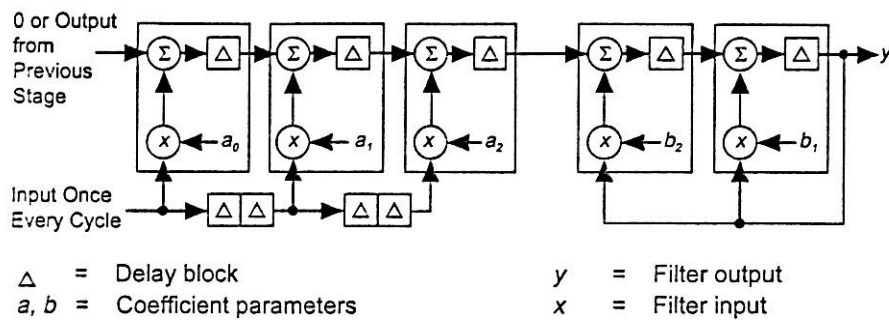 0 or Output
from
Previous
Stage
Σ Δ Σ Δ Σ Δ Σ Δ Σ Δ y
x a₀ x a₁ x a₂ x b₂ x b₁
Input Once
Every Cycle
Δ Δ Δ Δ
Δ = Delay block
y = Filter output
a, b = Coefficient parameters
x = Filter input